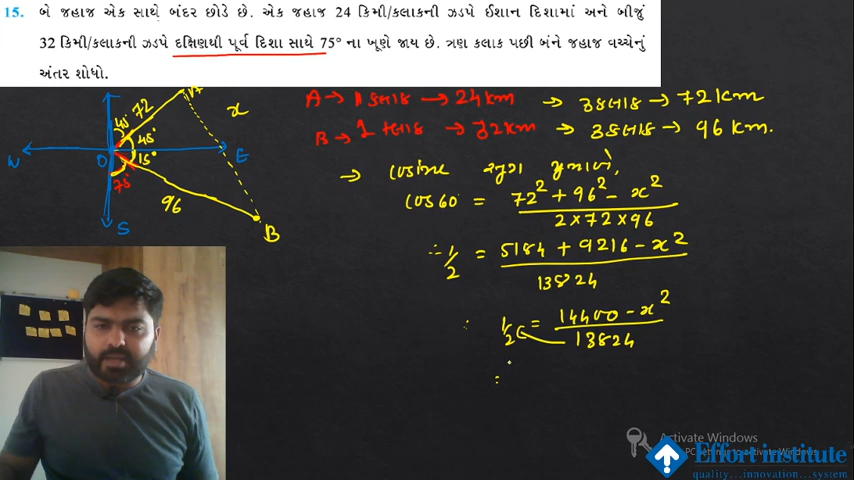 15. બે જહાજ એક સાથે બંદર છોડે છે. એક જહાજ 24 કિમી/કલાકની ઝડપે ઈશાન દિશામાં અને બીજું
32 કિમી/કલાકની ઝડપે દક્ષિણથી પૂર્વ દિશા સાથે 75° ના ખૂણે જાય છે. ત્રણ કલાક પછી બંને જહાજ વચ્ચેનું
અંતર શોધો.
A → 1 કલાક → 24 km → 3 કલાક → 72 km
B → 1 કલાક → 32 km → 3 કલાક → 96 km.
72
A
x
45°
W
O
15°
E
75°
96
S
B
→ સૂત્ર મુજબ,
cos 60 = 72² + 96² - x² / 2 × 72 × 96
∴ 1/2 = 5184 + 9216 - x² / 13824
∴ 1/2 = 14400 - x² / 13824
Activate Windows
Effort institute
quality...innovation...system